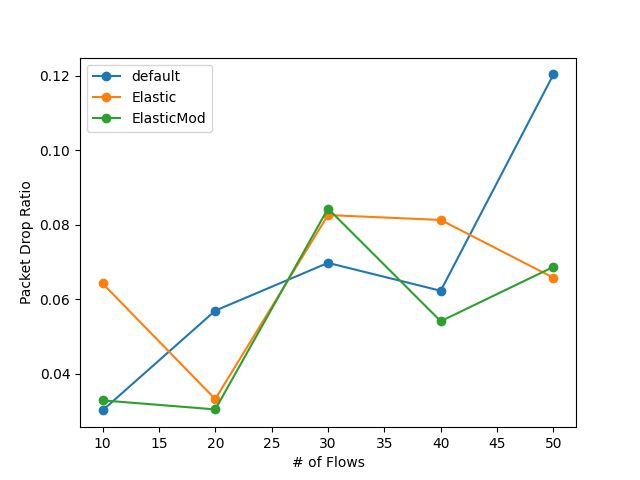 default
Elastic
ElasticMod
0.12
0.10
0.08
0.06
0.04
Packet Drop Ratio
10 15 20 25 30 35 40 45 50
# of Flows